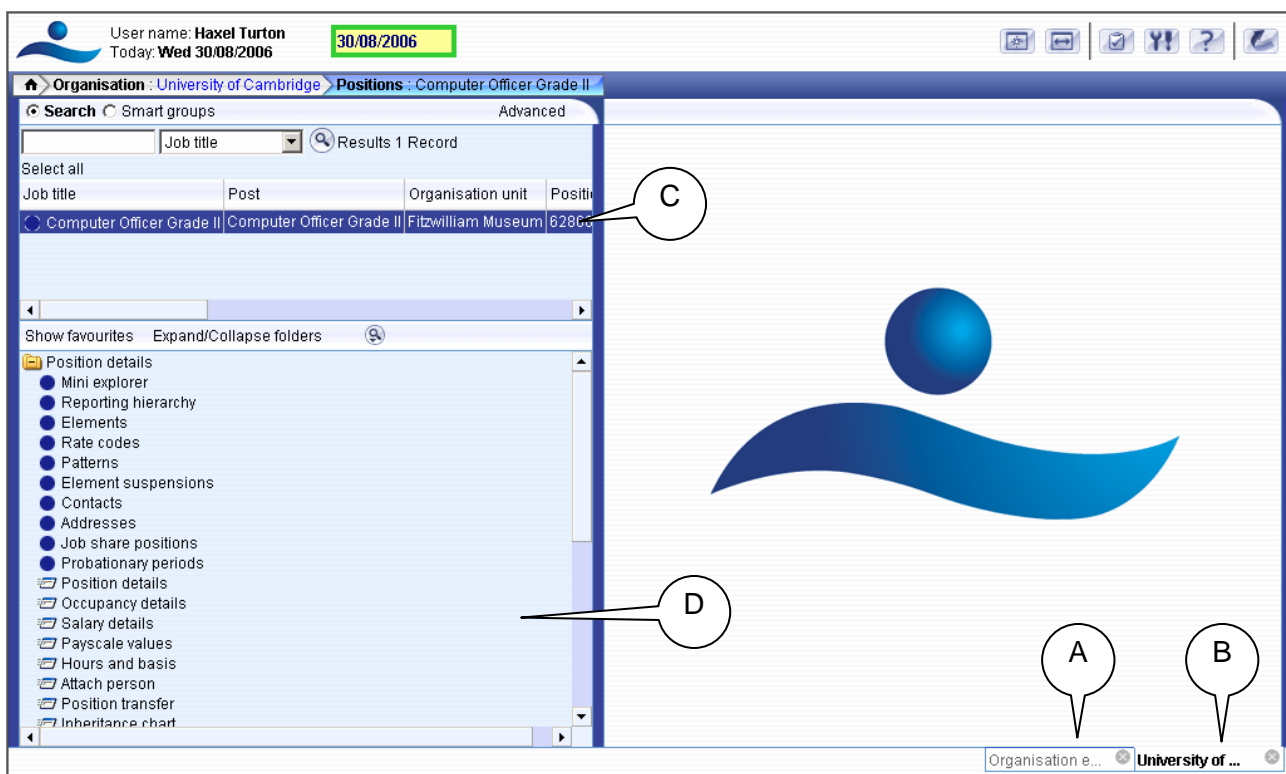 User name: Haxel Turton
Today: Wed 30/08/2006
30/08/2006
Organisation : University of Cambridge Positions : Computer Officer Grade II
Search Smart groups Advanced
Job title Results 1 Record
Select all
Job title Post Organisation unit Positi
Computer Officer Grade II Computer Officer Grade II Fitzwilliam Museum
C
Show favourites Expand/Collapse folders
Position details
Mini explorer
Reporting hierarchy
Elements
Rate codes
Patterns
Element suspensions
Contacts
Addresses
Job share positions
Probationary periods
Position details
Occupancy details
Salary details
Payscale values
Hours and basis
Attach person
Position transfer
Inheritance chart
D
A
B
Organisation e... University of ...